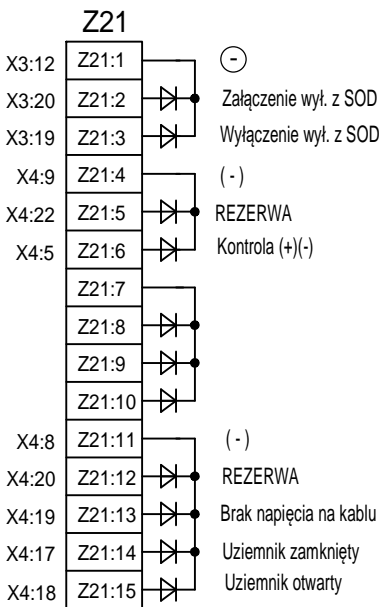 Z21
X3:12 Z21:1 -
X3:20 Z21:2 Załączenie wył. z SOD
X3:19 Z21:3 Wyłączenie wył. z SOD
X4:9 Z21:4 ( - )
X4:22 Z21:5 REZERWA
X4:5 Z21:6 Kontrola (+)(-)
Z21:7
Z21:8
Z21:9
Z21:10
X4:8 Z21:11 ( - )
X4:20 Z21:12 REZERWA
X4:19 Z21:13 Brak napięcia na kablu
X4:17 Z21:14 Uziemnik zamknięty
X4:18 Z21:15 Uziemnik otwarty